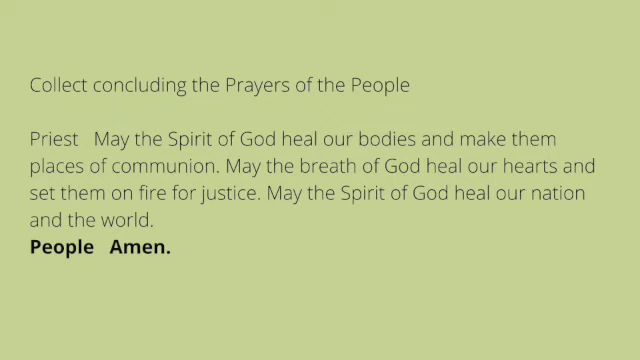 Collect concluding the Prayers of the People
Priest   May the Spirit of God heal our bodies and make them
places of communion. May the breath of God heal our hearts and
set them on fire for justice. May the Spirit of God heal our nation
and the world.
People   Amen.